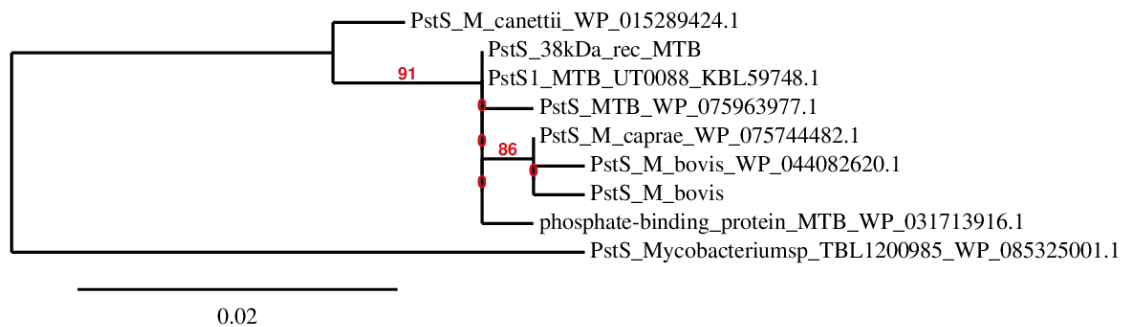 PstS_M_canettii_WP_015289424.1
PstS_38kDa_rec_MTB
91
PstS1_MTB_UT0088_KBL59748.1
0
PstS_MTB_WP_075963977.1
0
PstS_M_caprae_WP_075744482.1
86
PstS_M_bovis_WP_044082620.1
0
0
PstS_M_bovis
phosphate-binding_protein_MTB_WP_031713916.1
PstS_Mycobacteriumsp_TBL1200985_WP_085325001.1
0.02